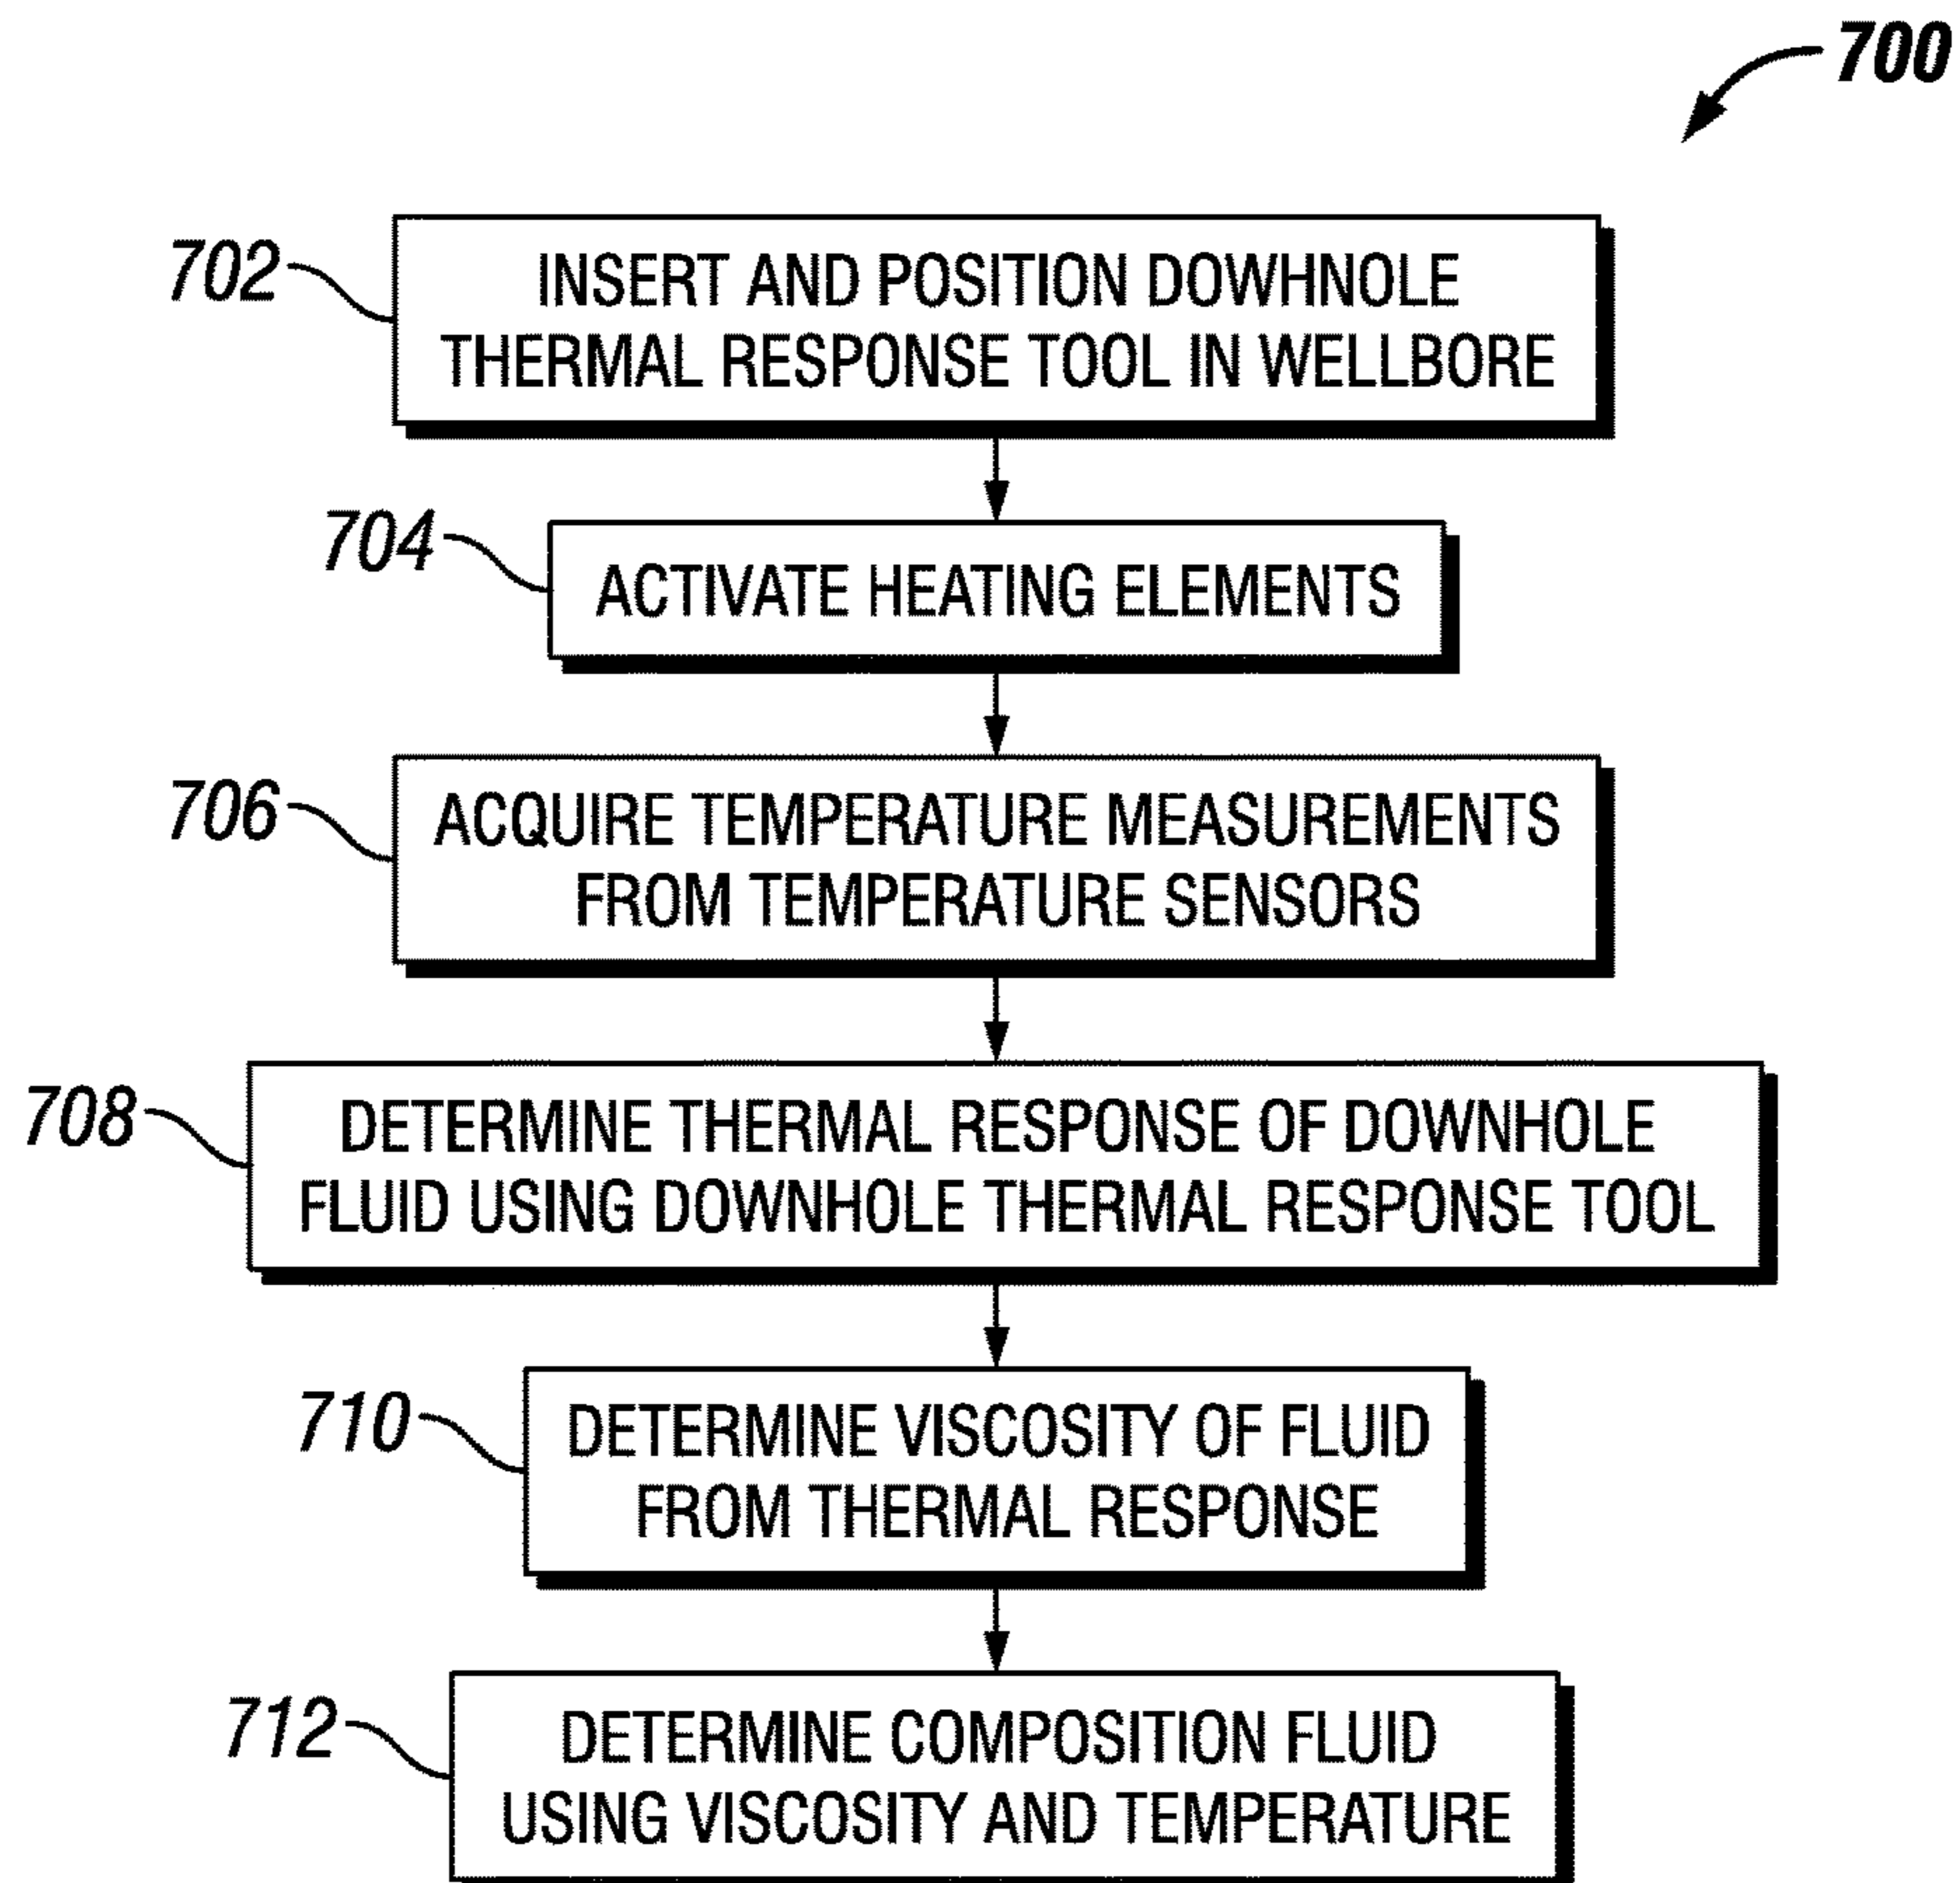 700
702
INSERT AND POSITION DOWHNOLE
THERMAL RESPONSE TOOL IN WELLBORE
704
ACTIVATE HEATING ELEMENTS
706
ACQUIRE TEMPERATURE MEASUREMENTS
FROM TEMPERATURE SENSORS
708
DETERMINE THERMAL RESPONSE OF DOWNHOLE
FLUID USING DOWNHOLE THERMAL RESPONSE TOOL
710
DETERMINE VISCOSITY OF FLUID
FROM THERMAL RESPONSE
712
DETERMINE COMPOSITION FLUID
USING VISCOSITY AND TEMPERATURE